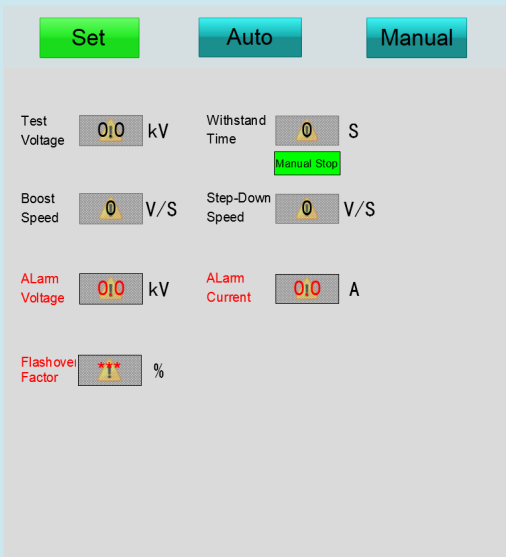 Set Auto Manual
Test Voltage 0.0 kV Withstand Time 0 S
Manual Stop
Boost Speed 0 V/S Step-Down Speed 0 V/S
ALarm Voltage 0.0 kV ALarm Current 0.0 A
Flashover Factor *** %